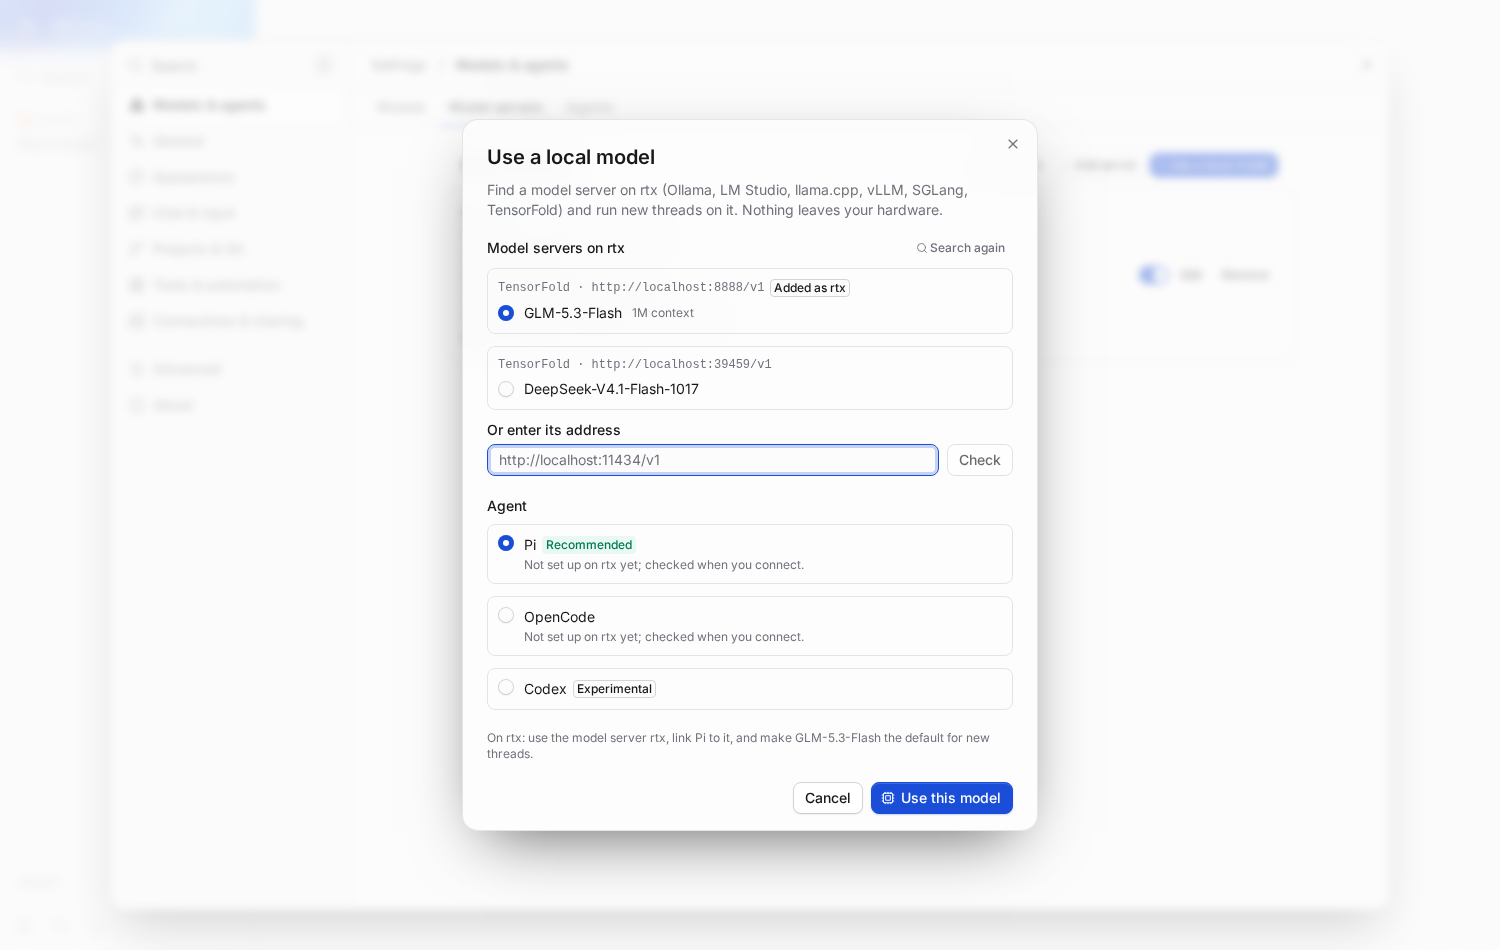 Use a local model
Find a model server on rtx (Ollama, LM Studio, llama.cpp, vLLM, SGLang,
TensorFold) and run new threads on it. Nothing leaves your hardware.
Model servers on rtx
Search again
TensorFold · http://localhost:8888/v1 Added as rtx
GLM-5.3-Flash 1M context
TensorFold · http://localhost:39459/v1
DeepSeek-V4.1-Flash-1017
Or enter its address
http://localhost:11434/v1
Check
Agent
Pi Recommended
Not set up on rtx yet; checked when you connect.
OpenCode
Not set up on rtx yet; checked when you connect.
Codex Experimental
On rtx: use the model server rtx, link Pi to it, and make GLM-5.3-Flash the default for new
threads.
Cancel
Use this model